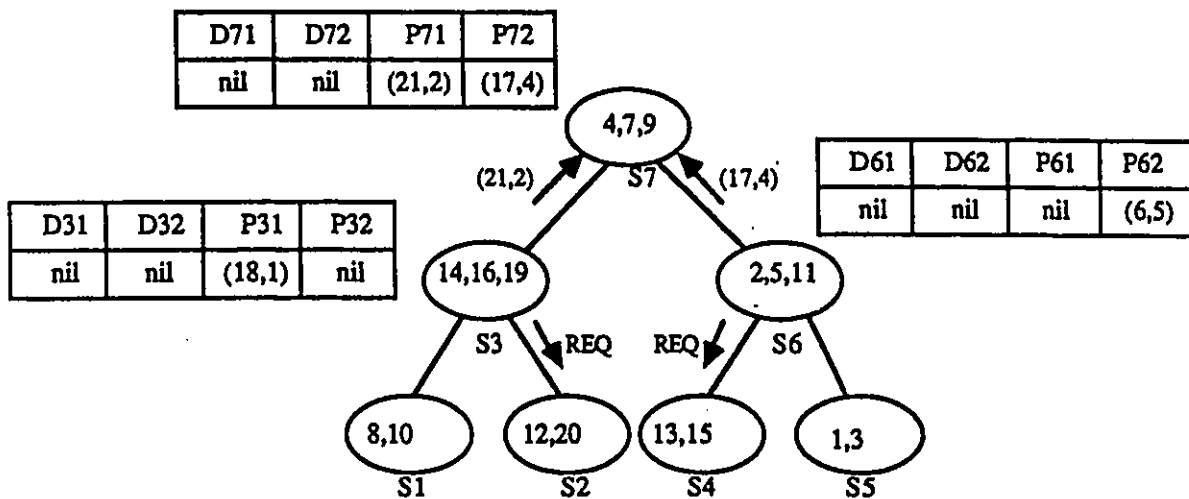 D71 D72 P71 P72
nil nil (21,2) (17,4)
4,7,9
S7
(21,2)
(17,4)
D61 D62 P61 P62
nil nil nil (6,5)
D31 D32 P31 P32
nil nil (18,1) nil
14,16,19
2,5,11
S3
REQ
REQ
S6
8,10
12,20
13,15
1,3
S1
S2
S4
S5